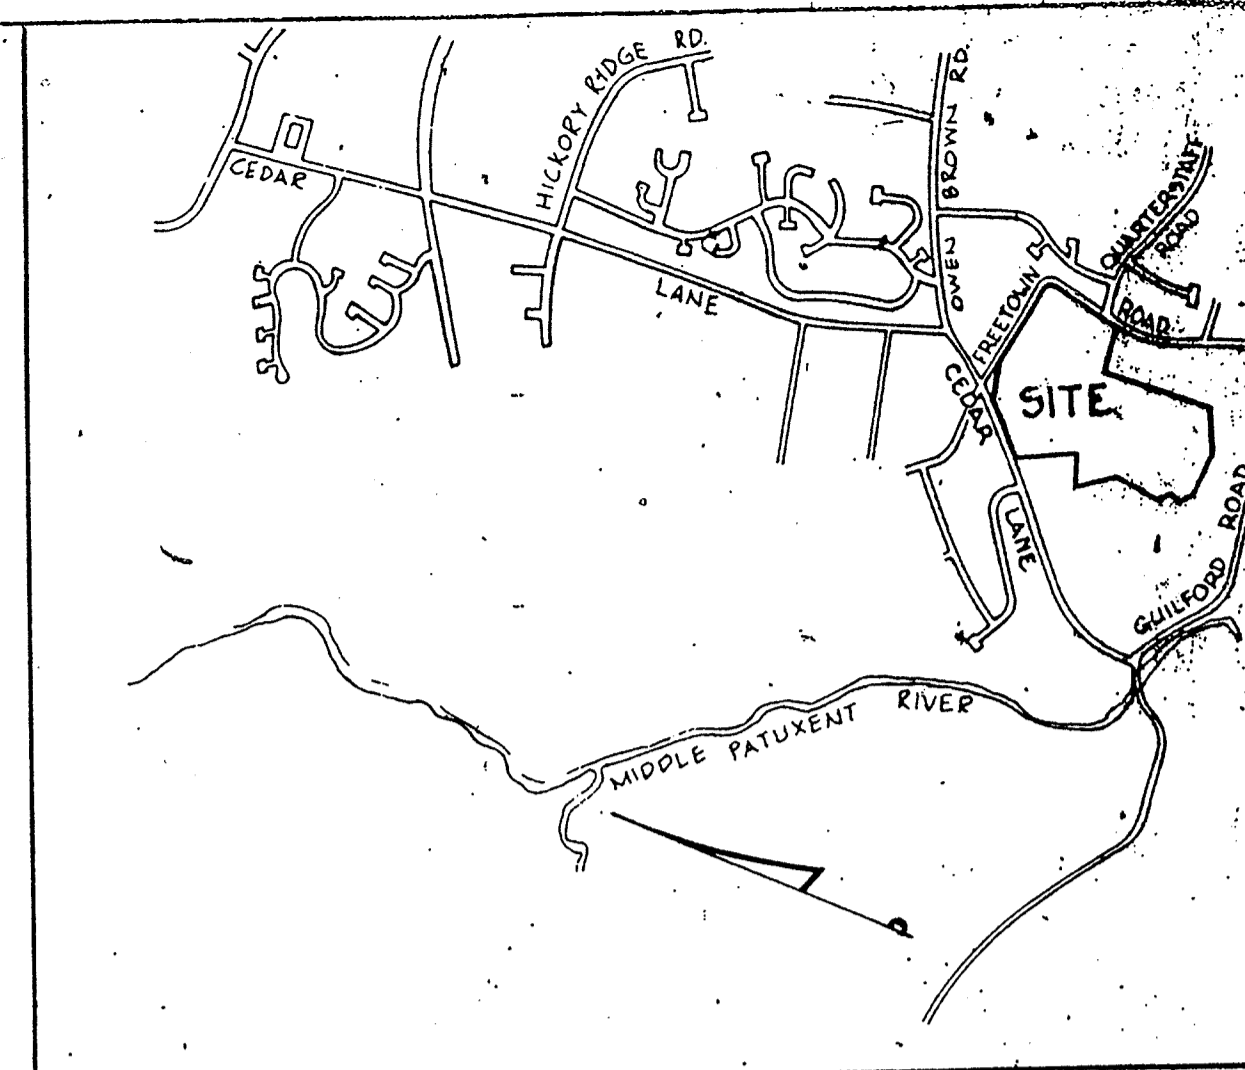 HICKORY RIDGE RD.
OWEN BROWN RD.
QUARTERSTAFF
ROAD
CEDAR
LANE
FREETOWN
ROAD
CEDAR
LANE
SITE
GUILFORD ROAD
MIDDLE PATUXENT RIVER